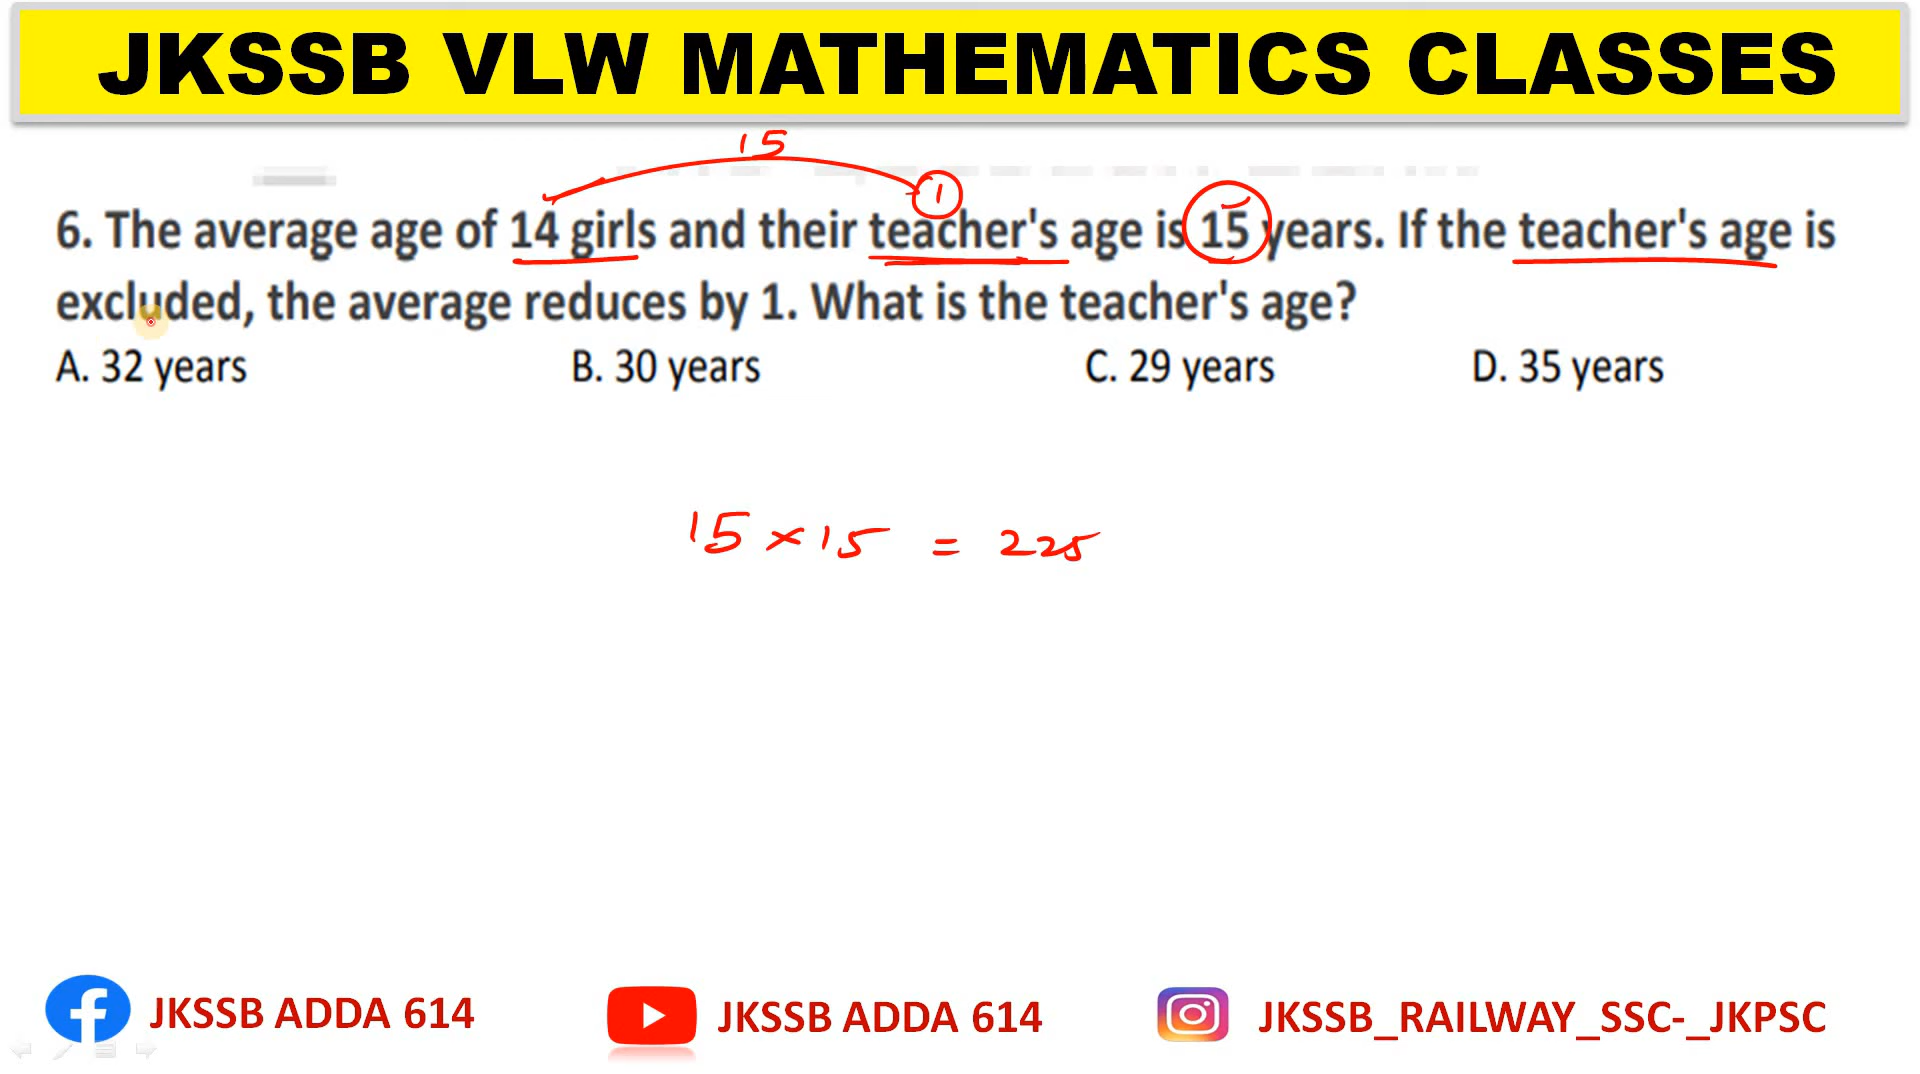 JKSSB VLW MATHEMATICS CLASSES
15
1
6. The average age of 14 girls and their teacher's age is 15 years. If the teacher's age is
excluded, the average reduces by 1. What is the teacher's age?
A. 32 years B. 30 years C. 29 years D. 35 years
15 × 15 = 225
JKSSB ADDA 614 JKSSB ADDA 614 JKSSB_RAILWAY_SSC-_JKPSC